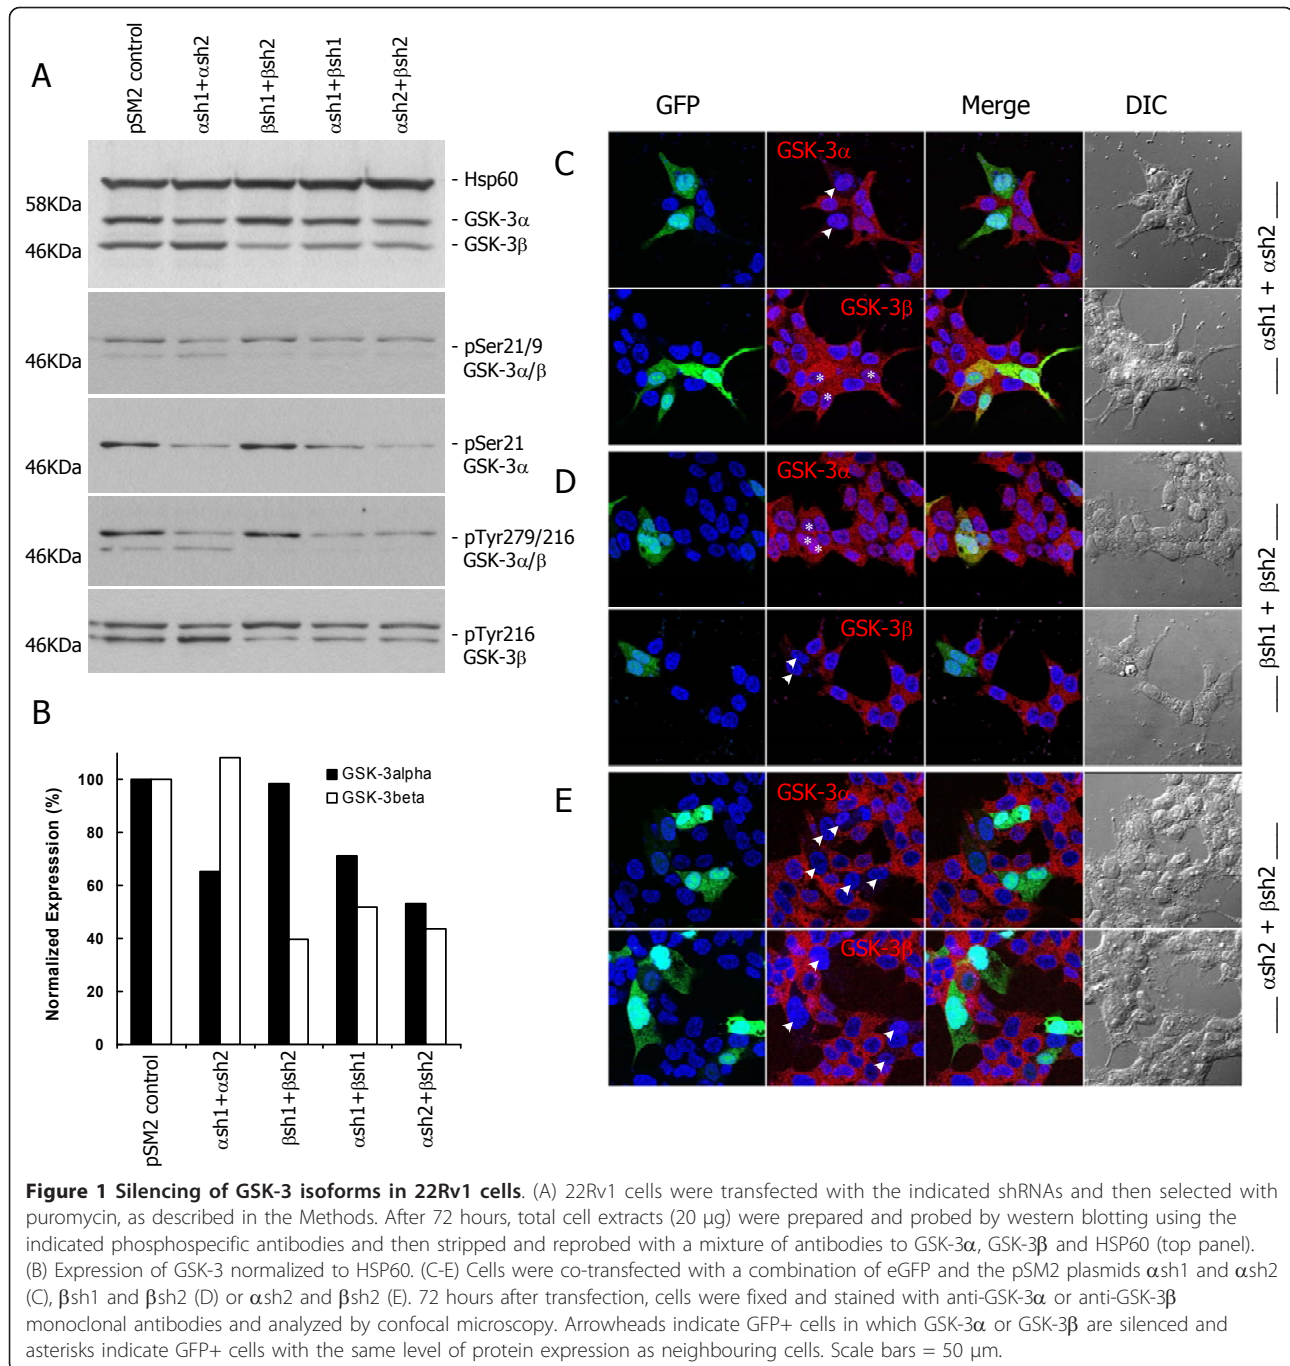 A
pSM2 control
αsh1+αsh2
βsh1+βsh2
αsh1+βsh1
αsh2+βsh2
- Hsp60
58KDa
- GSK-3α
46KDa
- GSK-3β
46KDa
- pSer21/9
GSK-3α/β
46KDa
- pSer21
GSK-3α
46KDa
- pTyr279/216
GSK-3α/β
46KDa
- pTyr216
GSK-3β
B
Normalized Expression (%)
100
80
60
40
20
0
GSK-3alpha
GSK-3beta
pSM2 control
αsh1+αsh2
βsh1+βsh2
αsh1+βsh1
αsh2+βsh2
GFP
Merge
DIC
C
GSK-3α
GSK-3β
αsh1 + αsh2
D
GSK-3α
GSK-3β
βsh1 + βsh2
E
GSK-3α
GSK-3β
αsh2 + βsh2
Figure 1 Silencing of GSK-3 isoforms in 22Rv1 cells. (A) 22Rv1 cells were transfected with the indicated shRNAs and then selected with
puromycin, as described in the Methods. After 72 hours, total cell extracts (20 μg) were prepared and probed by western blotting using the
indicated phosphospecific antibodies and then stripped and reprobed with a mixture of antibodies to GSK-3α, GSK-3β and HSP60 (top panel).
(B) Expression of GSK-3 normalized to HSP60. (C-E) Cells were co-transfected with a combination of eGFP and the pSM2 plasmids αsh1 and αsh2
(C), βsh1 and βsh2 (D) or αsh2 and βsh2 (E). 72 hours after transfection, cells were fixed and stained with anti-GSK-3α or anti-GSK-3β
monoclonal antibodies and analyzed by confocal microscopy. Arrowheads indicate GFP+ cells in which GSK-3α or GSK-3β are silenced and
asterisks indicate GFP+ cells with the same level of protein expression as neighbouring cells. Scale bars = 50 μm.